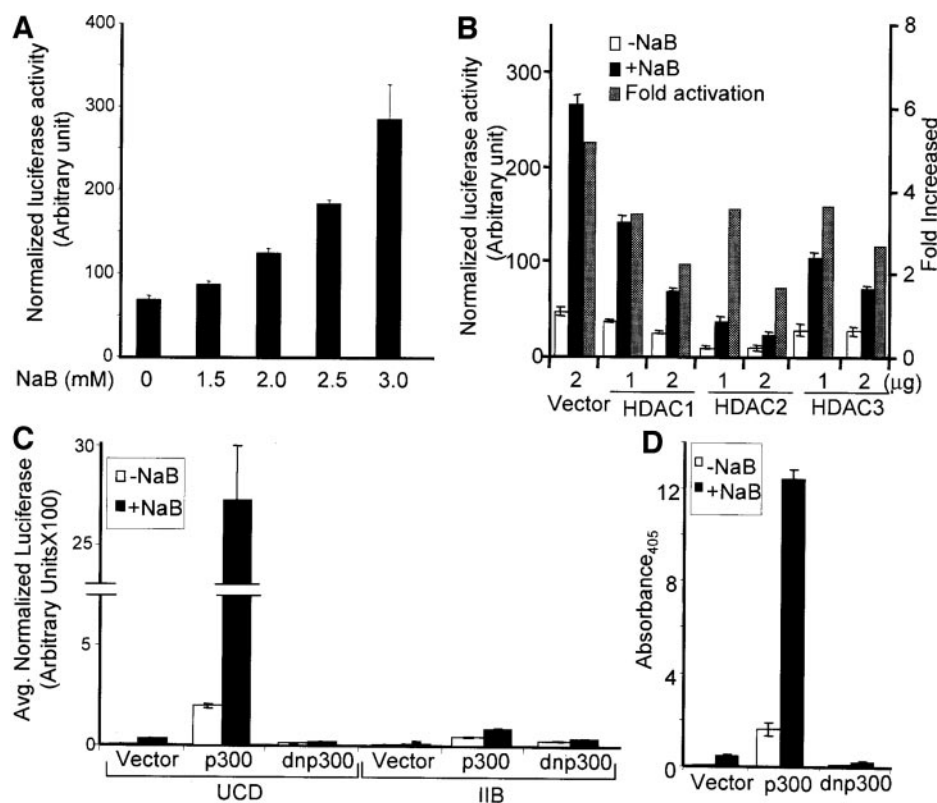 A
Normalized luciferase activity
(Arbitrary unit)
400
300
200
100
0
NaB (mM) 0 1.5 2.0 2.5 3.0
B
Normalized luciferase activity
(Arbitrary unit)
300
200
100
0
-NaB
+NaB
Fold activation
8
6
4
2
0
Fold Increeased
2 1 2 1 2 1 2 (μg)
Vector HDAC1 HDAC2 HDAC3
C
Avg. Normalized Luciferase
(Arbitrary UnitsX100)
30
25
5
0
-NaB
+NaB
Vector p300 dnp300 Vector p300 dnp300
UCD IIB
D
Absorbance405
12
8
4
0
-NaB
+NaB
Vector p300 dnp300